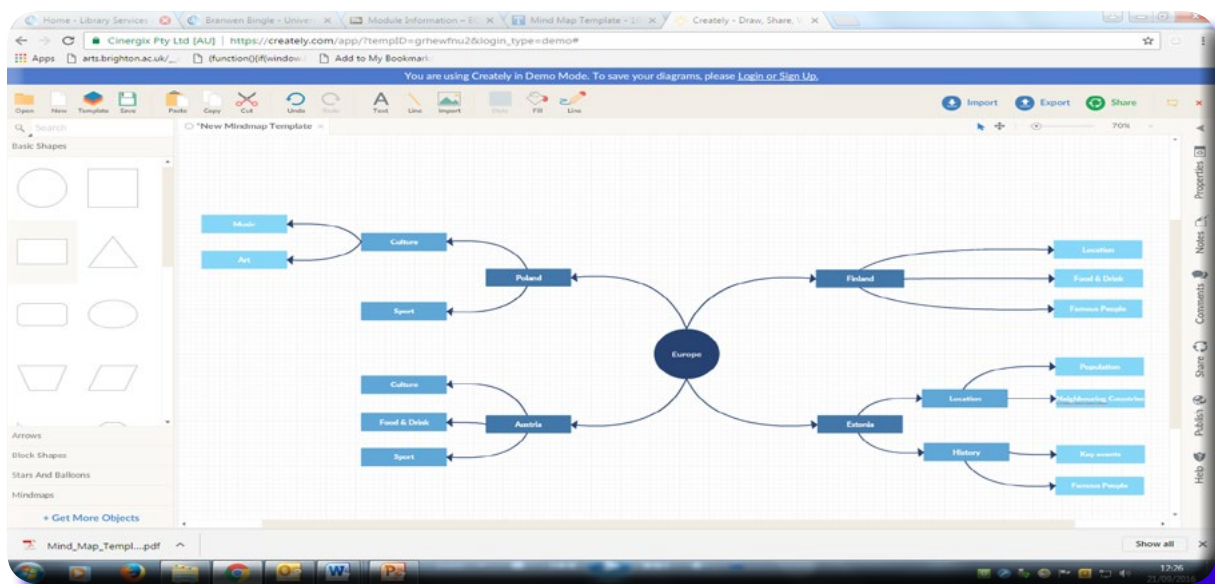 Home - Library Services
Branwen Bingle - Univer
Module Information - E
Mind Map Template - 1
Creately - Draw, Share, V
Cinergix Pty Ltd [AU] https://creately.com/app/?tempID=grhewfnu2&login_type=demo#
Apps arts.brighton.ac.uk/_ (function(){if(window. Add to My Bookmark
You are using Creately in Demo Mode. To save your diagrams, please Login or Sign Up.
Open New Template Save Paste Copy Cut Undo Redo Text Line Import Style Fill Line
Import Export Share
Search
*New Mindmap Template
70%
Basic Shapes
Music
Art
Culture
Sport
Poland
Finland
Location
Food & Drink
Famous People
Europe
Culture
Food & Drink
Sport
Austria
Estonia
Location
Population
Neighbouring Countries
History
Key events
Famous People
Properties
Notes
Comments
Share
Publish
Help
Arrows
Block Shapes
Stars And Balloons
Mindmaps
+ Get More Objects
Mind_Map_Templ....pdf
Show all
12:26
21/09/2016